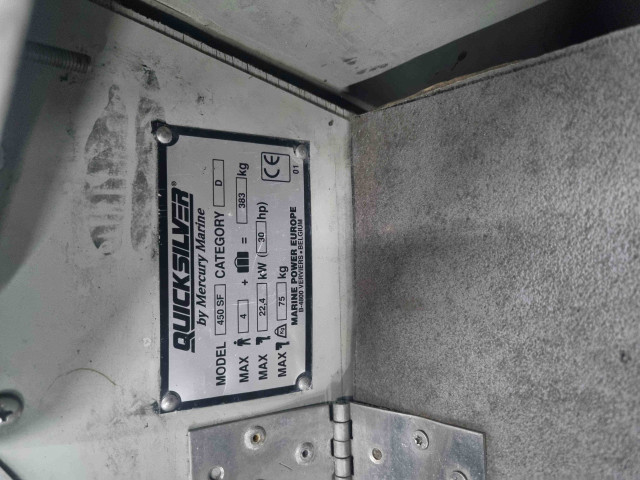 QUICKSILVER®
by Mercury Marine
MODEL 450 SF CATEGORY D
MAX 4 + = 383 kg
MAX 22,4 kW (30 hp)
MAX 75 kg
MARINE POWER EUROPE
B-4800 VERVIERS • BELGIUM
CE
01